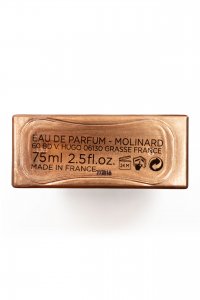 EAU DE PARFUM - MOLINARD
60 BD V. HUGO 06130 GRASSE FRANCE
75ml 2.5fl.oz.
MADE IN FRANCE